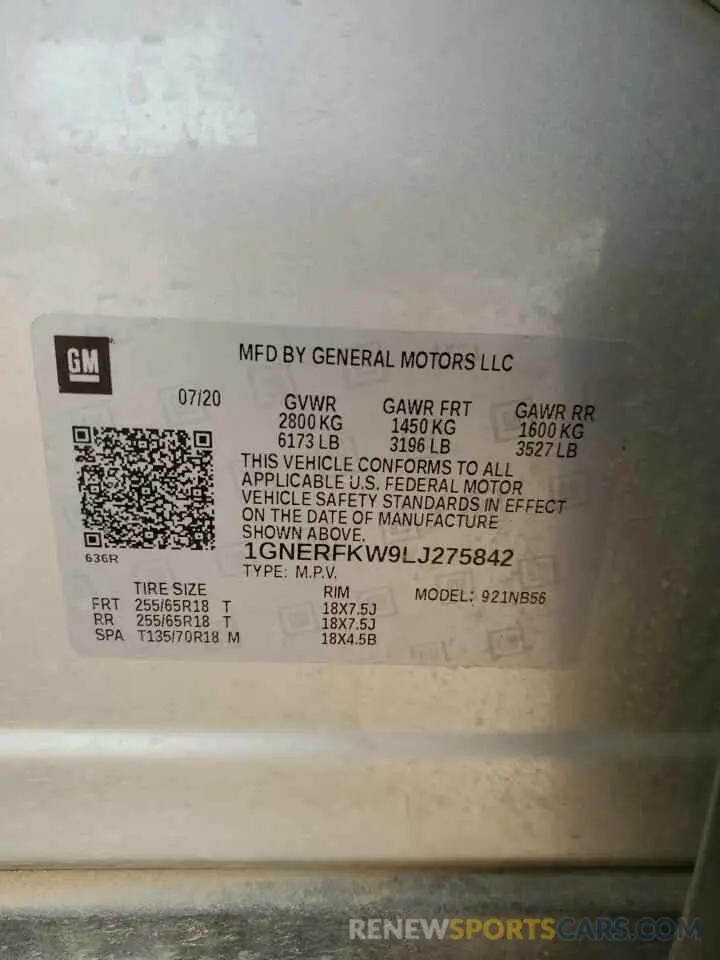 GM
MFD BY GENERAL MOTORS LLC
07/20
GVWR
2800 KG
6173 LB
GAWR FRT
1450 KG
3196 LB
GAWR RR
1600 KG
3527 LB
THIS VEHICLE CONFORMS TO ALL
APPLICABLE U.S. FEDERAL MOTOR
VEHICLE SAFETY STANDARDS IN EFFECT
ON THE DATE OF MANUFACTURE
SHOWN ABOVE.
636R
1GNERFKW9LJ275842
TYPE: M.P.V.
MODEL: 921NB56
TIRE SIZE RIM
FRT 255/65R18 T 18X7.5J
RR 255/65R18 T 18X7.5J
SPA T135/70R18 M 18X4.5B
RENEWSPORTSCARS.COM